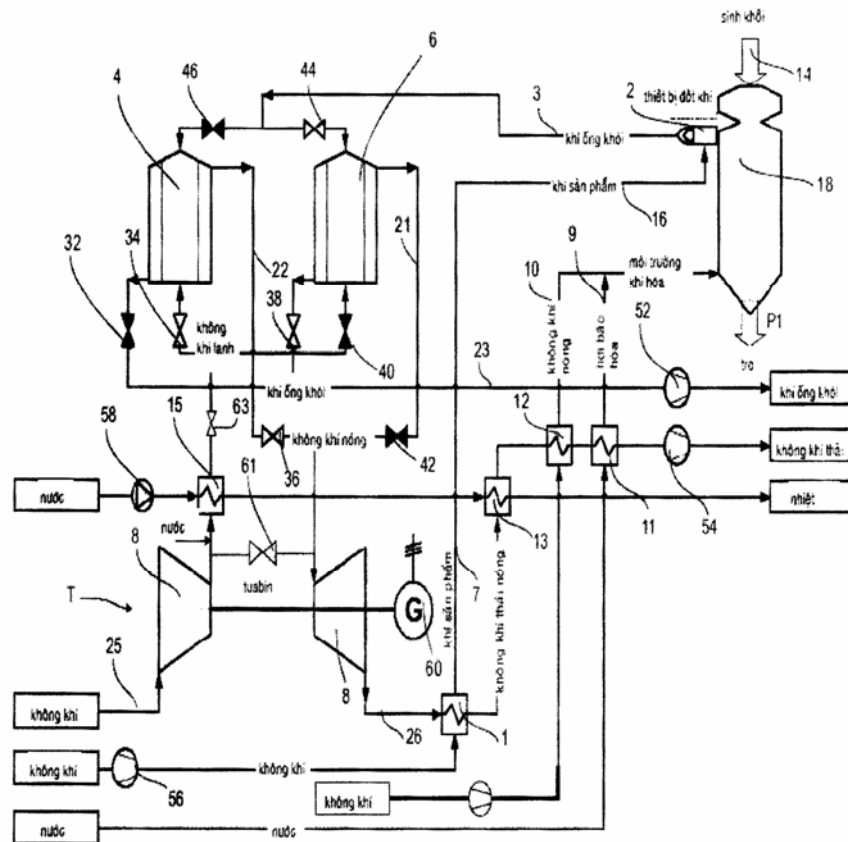 sinh khối
14
6
46
44
4
3
thiết bị đốt khí
2
khí ống khói
18
khí sản phẩm
16
21
32
34
22
38
9
10
môi trường
khí hóa
không
khí lạnh
40
không khí
nóng
hơi bão
hóa
P1
tro
52
khí ống khói
23
khí ống khói
63
15
36
không khí nóng
42
12
không khí thải
58
nước
11
54
13
nhiệt
nước
61
8
tuabin
T
G
60
khí sản phẩm
7
không khí thải nóng
25
8
không khí
26
1
không khí
56
không khí
không khí
nước
nước